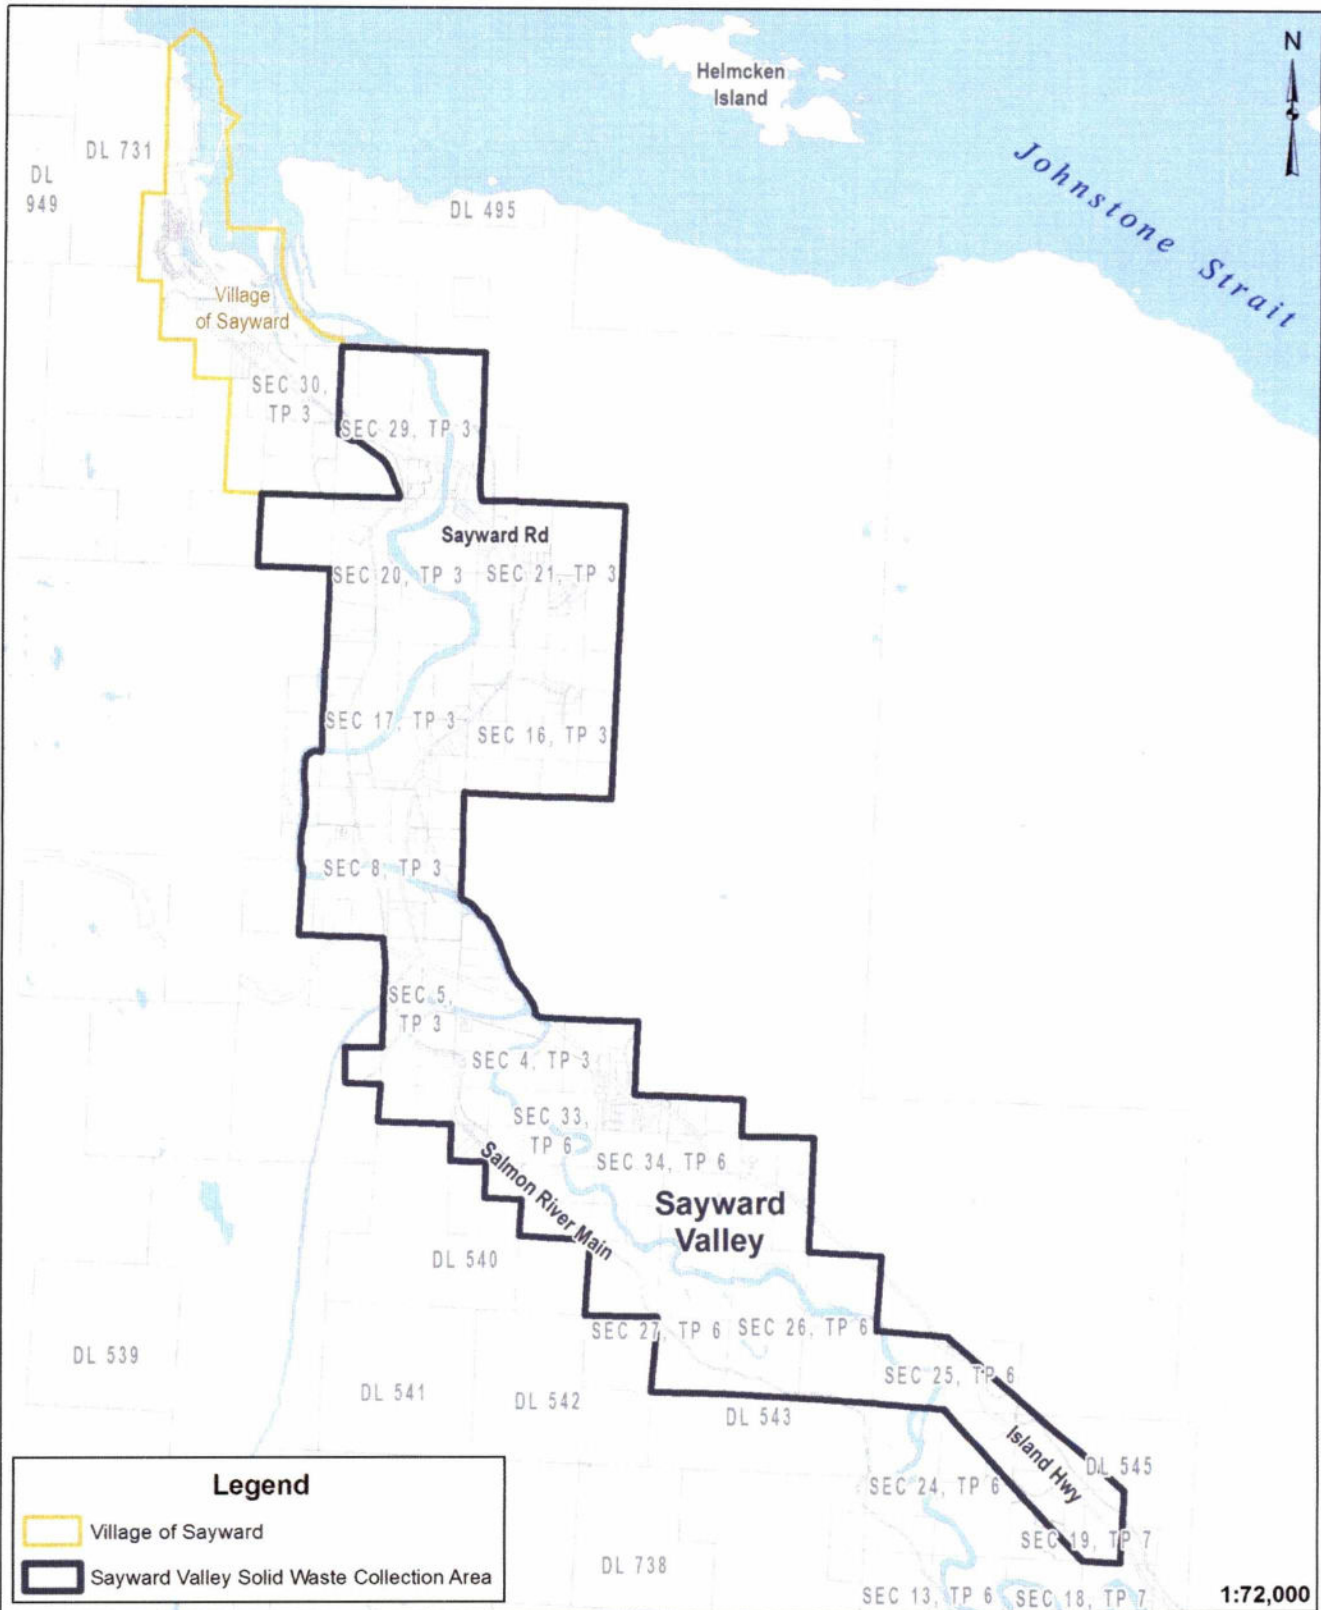 N
Helmcken
Island
Johnstone Strait
DL 731
DL
949
DL 495
Village
of Sayward
SEC 30,
TP 3
SEC 29, TP 3
Sayward Rd
SEC 20, TP 3
SEC 21, TP 3
SEC 17, TP 3
SEC 16, TP 3
SEC 8, TP 3
SEC 5,
TP 3
SEC 4, TP 3
SEC 33,
TP 6
SEC 34, TP 6
Salmon River Main
Sayward
Valley
DL 540
SEC 27, TP 6
SEC 26, TP 6
DL 539
DL 541
DL 542
DL 543
SEC 25, TP 6
Island Hwy
DL 545
SEC 24, TP 6
SEC 19, TP 7
DL 738
SEC 13, TP 6
SEC 18, TP 7
Legend
Village of Sayward
Sayward Valley Solid Waste Collection Area
1:72,000